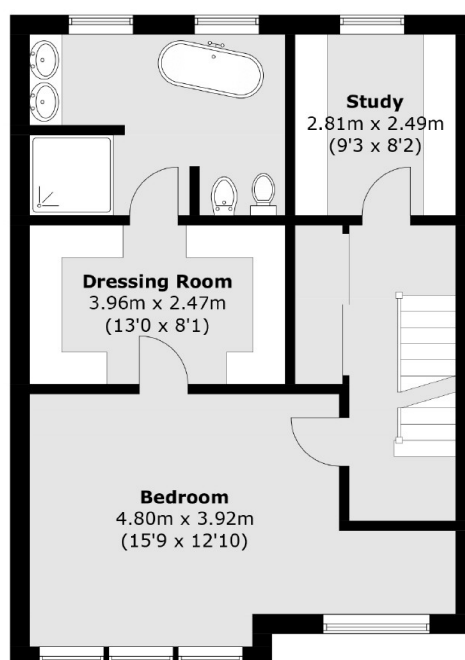 Study
2.81m x 2.49m
(9'3 x 8'2)
Dressing Room
3.96m x 2.47m
(13'0 x 8'1)
Bedroom
4.80m x 3.92m
(15'9 x 12'10)